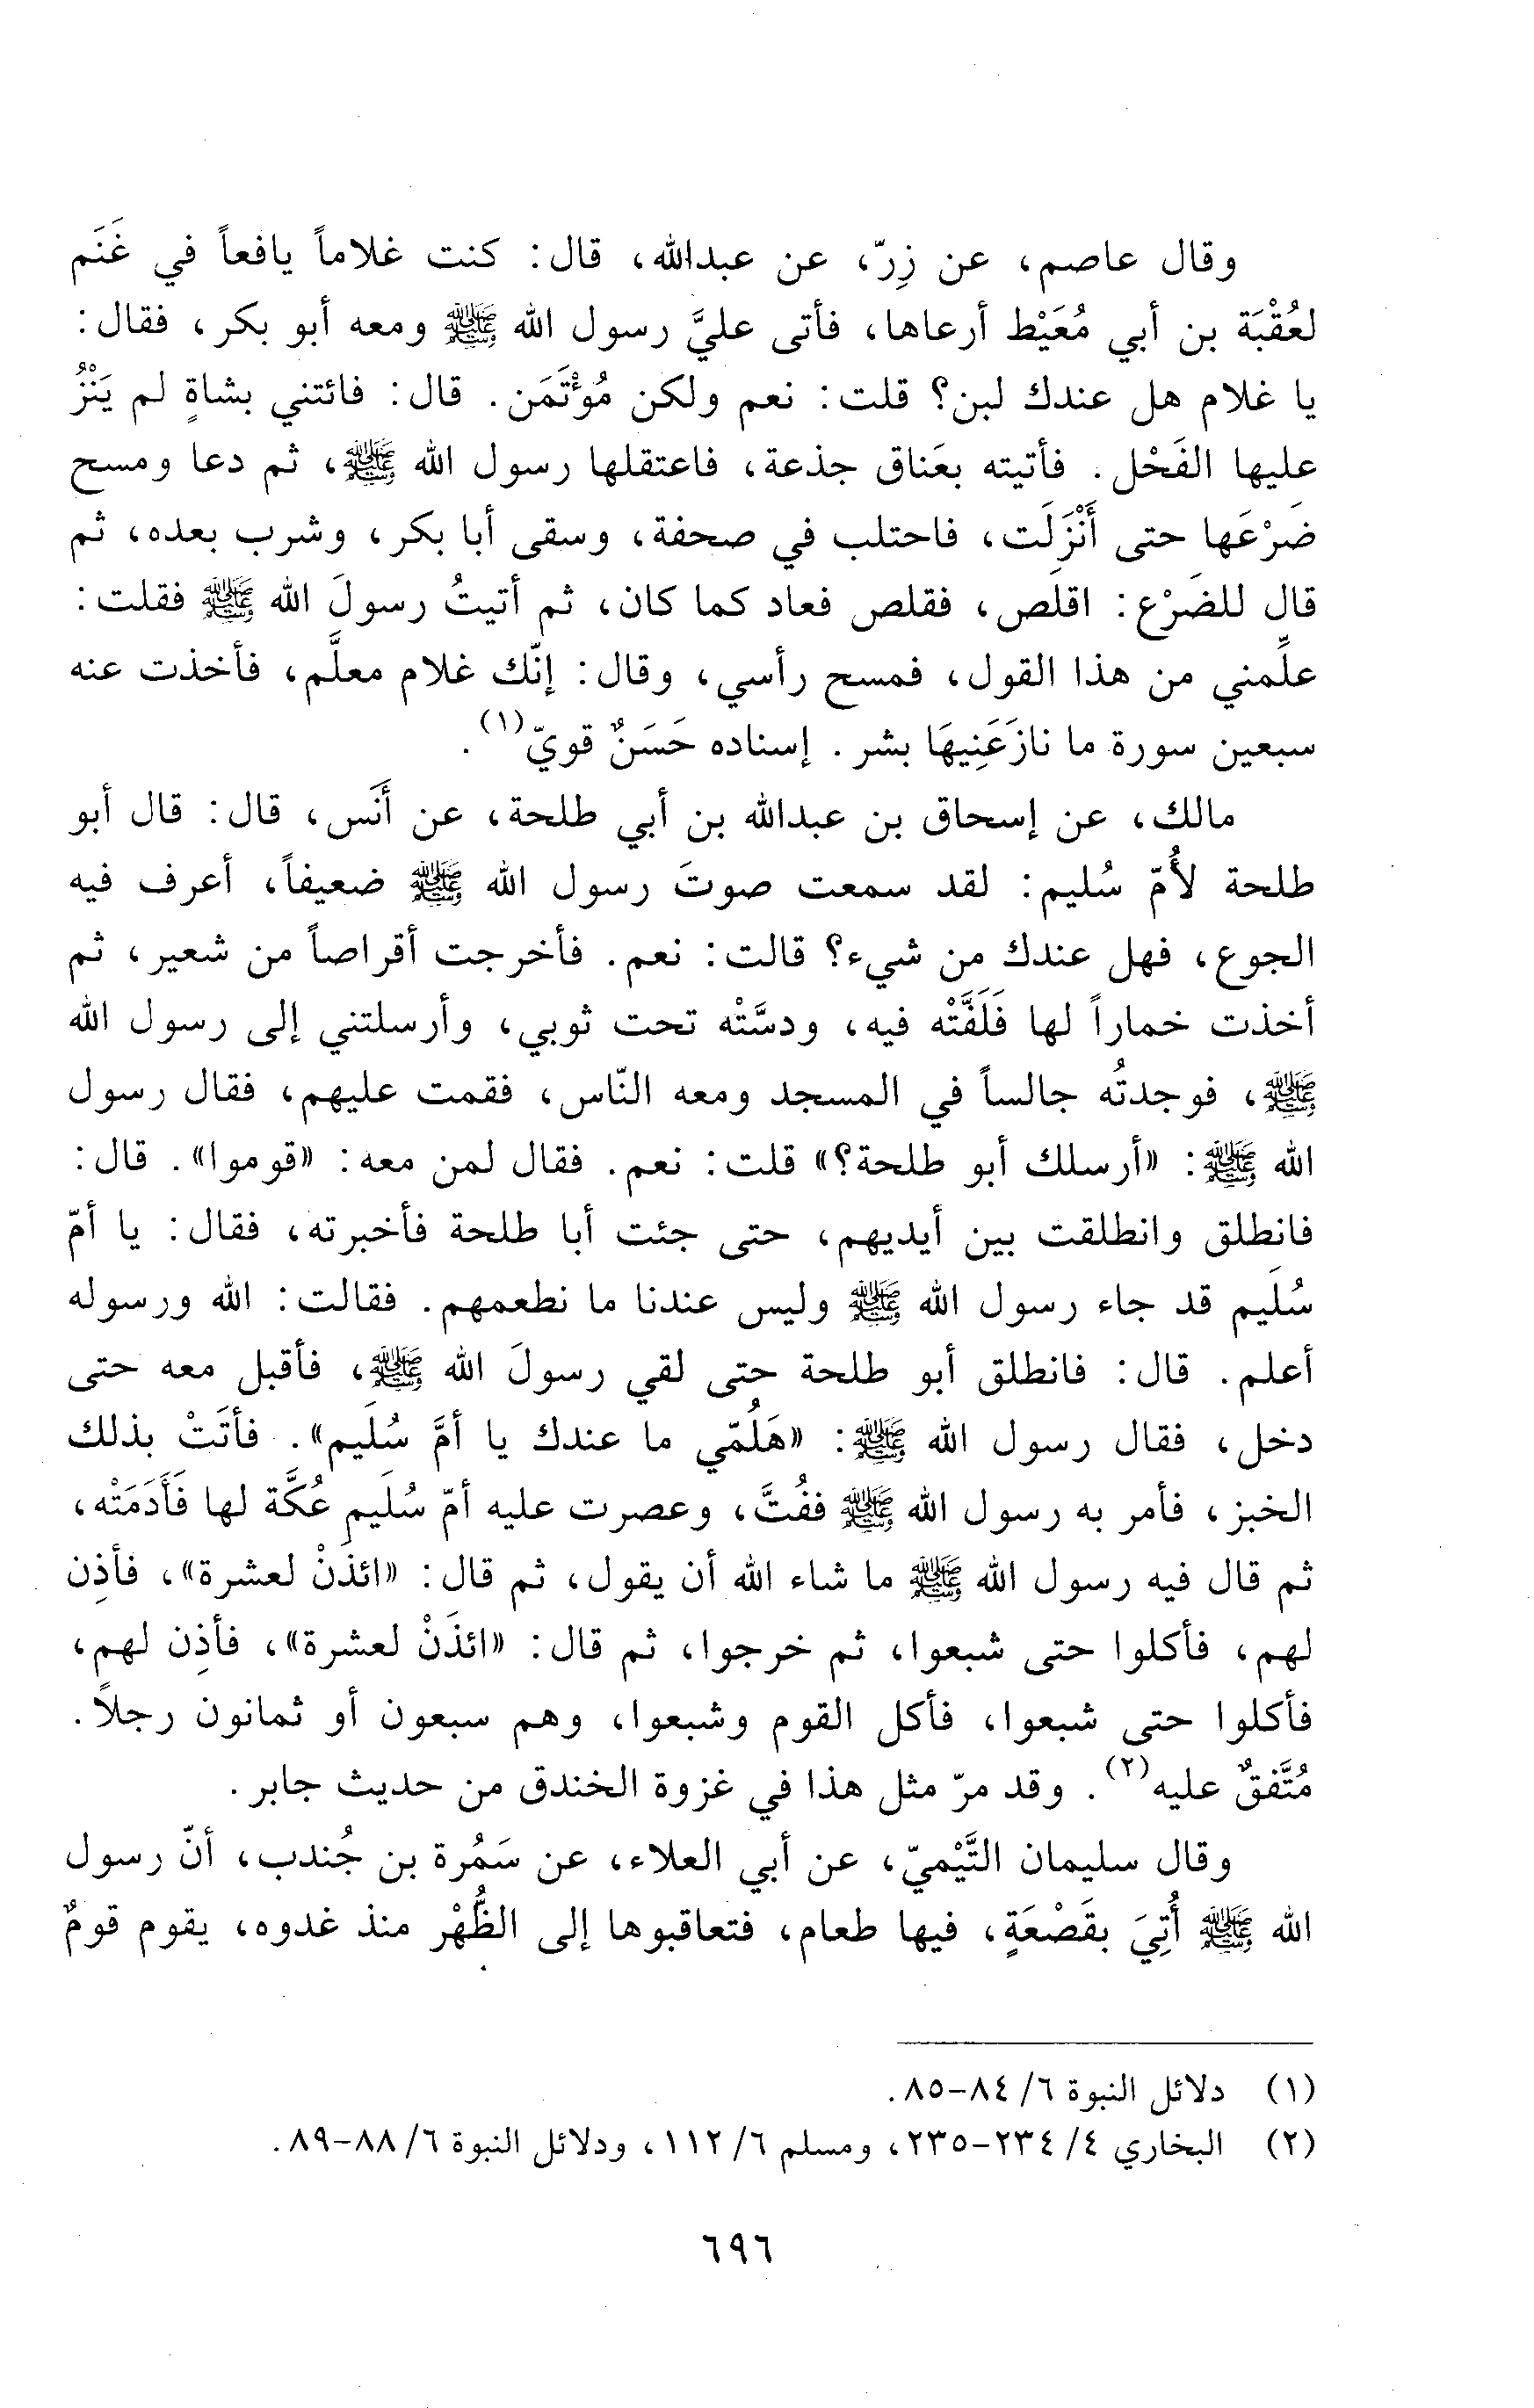 وقال عاصم، عن زِرّ، عن عبدالله، قال: كنت غلاماً يافعاً في غَنَم
لعُقْبَة بن أبي مُعَيْط أرعاها، فأتى عليَّ رسول الله ﷺ ومعه أبو بكر، فقال:
يا غلام هل عندك لبن؟ قلت: نعم ولكن مُؤْتَمَن. قال: فائتني بشاةٍ لم يَنْزُ
عليها الفَحْل. فأتيته بعَناق جذعة، فاعتقلها رسول الله ﷺ، ثم دعا ومسح
ضَرْعَها حتى أَنْزَلَت، فاحتلب في صحفة، وسقى أبا بكر، وشرب بعده، ثم
قال للضَرْع: اقلِص، فقلص فعاد كما كان، ثم أتيتُ رسولَ الله ﷺ فقلت:
علِّمني من هذا القول، فمسح رأسي، وقال: إنّك غلام معلَّم، فأخذت عنه
سبعين سورة ما نازَعَنِيهَا بشر. إسناده حَسَنٌ قويّ(١).
مالك، عن إسحاق بن عبدالله بن أبي طلحة، عن أَنَس، قال: قال أبو
طلحة لأُمّ سُليم: لقد سمعت صوتَ رسول الله ﷺ ضعيفاً، أعرف فيه
الجوع، فهل عندك من شيء؟ قالت: نعم. فأخرجت أقراصاً من شعير، ثم
أخذت خماراً لها فَلَفَّتْه فيه، ودسَّتْه تحت ثوبي، وأرسلتني إلى رسول الله
ﷺ، فوجدتُه جالساً في المسجد ومعه النّاس، فقمت عليهم، فقال رسول
الله ﷺ: «أرسلك أبو طلحة؟» قلت: نعم. فقال لمن معه: «قوموا». قال:
فانطلق وانطلقت بين أيديهم، حتى جئت أبا طلحة فأخبرته، فقال: يا أمّ
سُلَيم قد جاء رسول الله ﷺ وليس عندنا ما نطعمهم. فقالت: الله ورسوله
أعلم. قال: فانطلق أبو طلحة حتى لقي رسولَ الله ﷺ، فأقبل معه حتى
دخل، فقال رسول الله ﷺ: «هَلُمّي ما عندك يا أمَّ سُلَيم». فأتَتْ بذلك
الخبز، فأمر به رسول الله ﷺ ففُتَّ، وعصرت عليه أمّ سُلَيمٍ عُكَّة لها فَأَدَمَتْه،
ثم قال فيه رسول الله ﷺ ما شاء الله أن يقول، ثم قال: «ائذَنْ لعشرة»، فأذِن
لهم، فأكلوا حتى شبعوا، ثم خرجوا، ثم قال: «ائذَنْ لعشرة»، فأذِن لهم،
فأكلوا حتى شبعوا، فأكل القوم وشبعوا، وهم سبعون أو ثمانون رجلاً.
مُتَّفقٌ عليه(٢). وقد مرّ مثل هذا في غزوة الخندق من حديث جابر.
وقال سليمان التَّيْميّ، عن أبي العلاء، عن سَمُرة بن جُندب، أنّ رسول
الله ﷺ أُتِيَ بقَصْعَةٍ، فيها طعام، فتعاقبوها إلى الظُّهْر منذ غدوه، يقوم قومٌ
(١) دلائل النبوة ٦/ ٨٤-٨٥.
(٢) البخاري ٤/ ٢٣٤-٢٣٥، ومسلم ٦/ ١١٢، ودلائل النبوة ٦/ ٨٨-٨٩.
٦٩٦